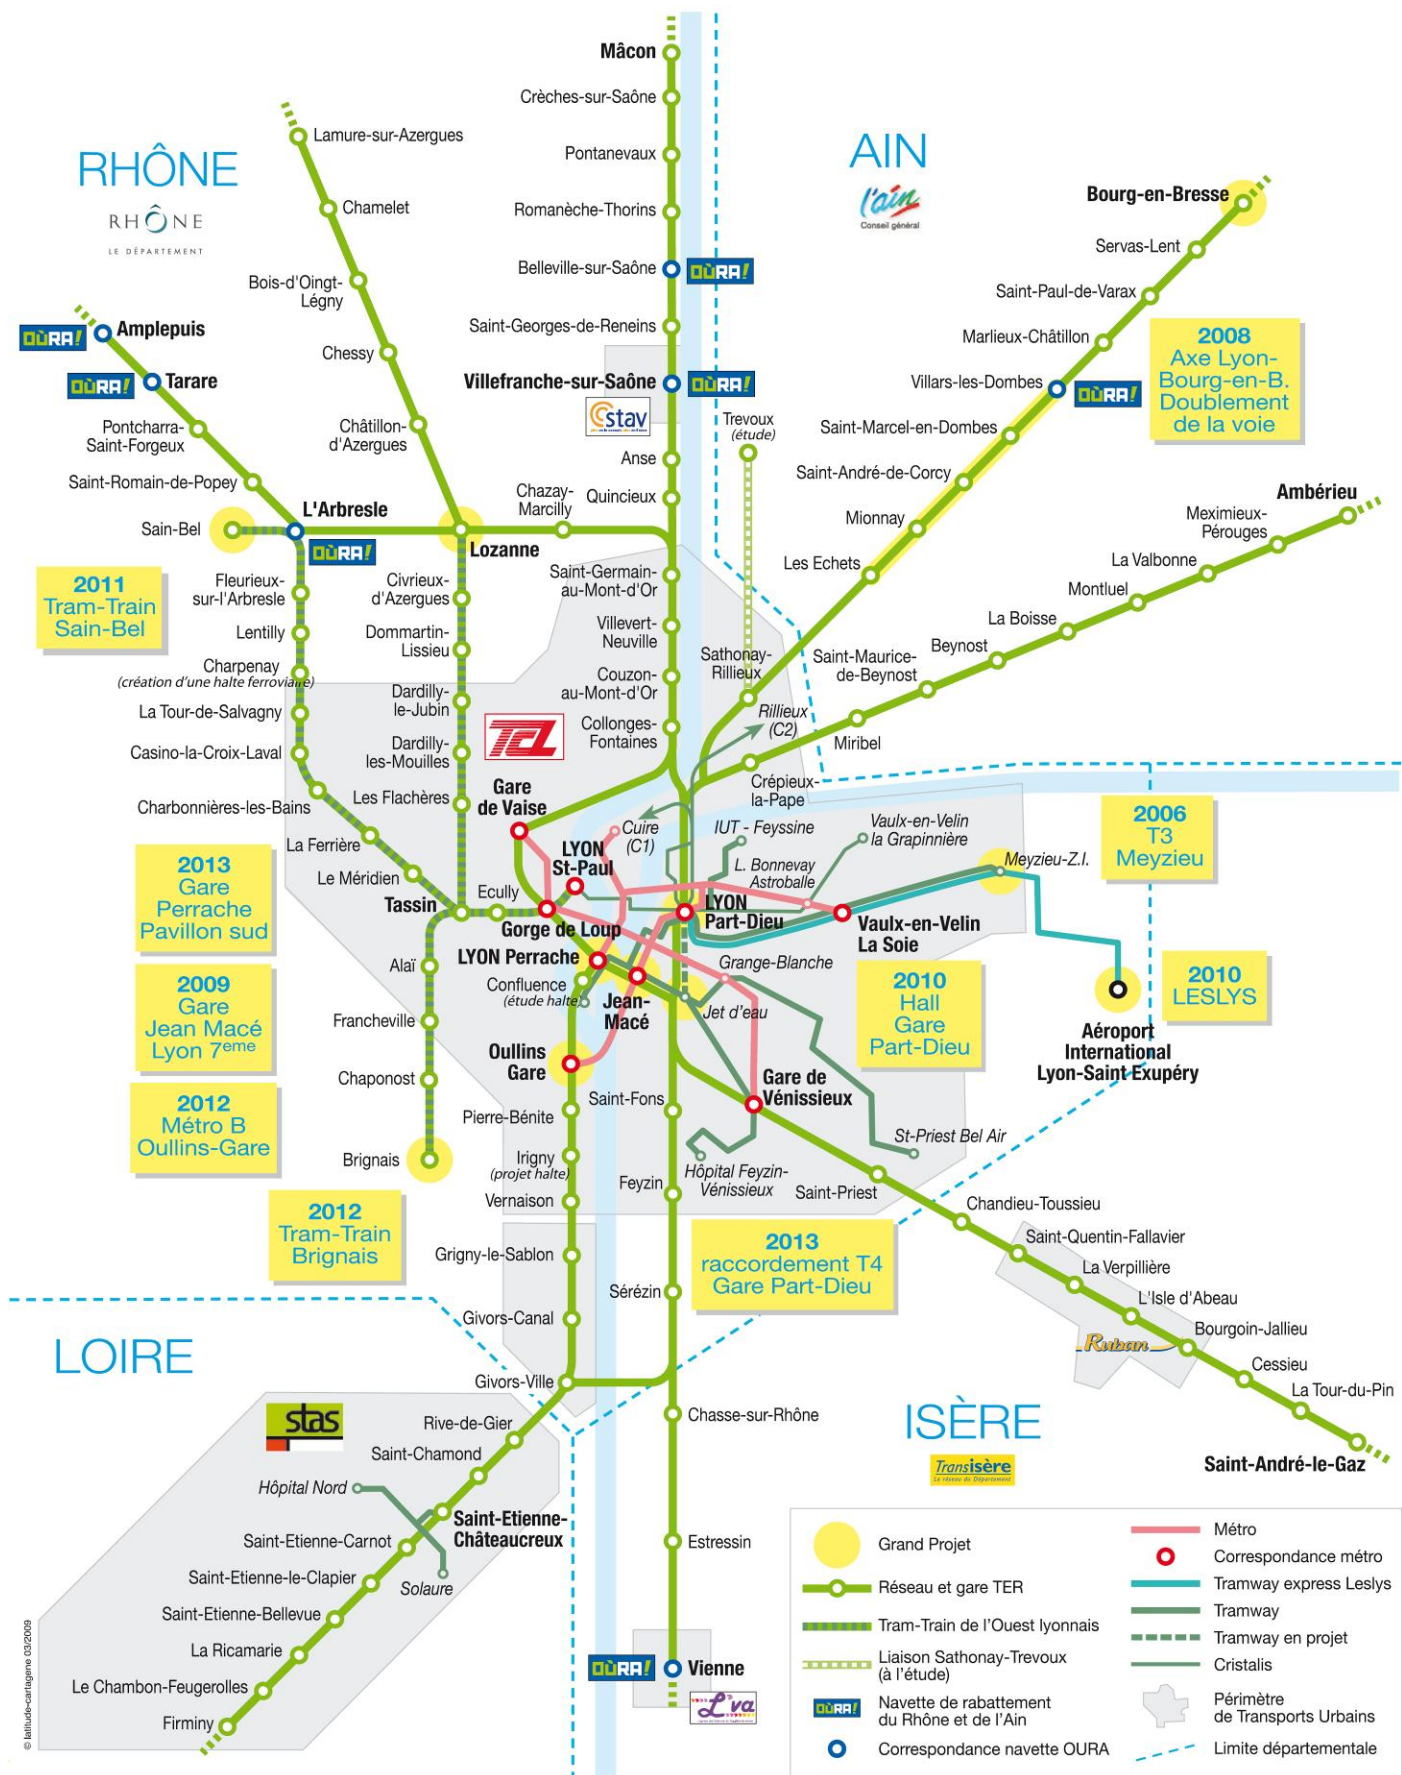 Mâcon
Crèches-sur-Saône
Pontanevaux
Romanèche-Thorins
Belleville-sur-Saône
OùRA!
Saint-Georges-de-Reneins
Villefranche-sur-Saône
OùRA!
Cstav
Anse
Quincieux
RHÔNE
RHÔNE
LE DÉPARTEMENT
Lamure-sur-Azergues
Chamelet
Bois-d'Oingt-
Légny
Chessy
Châtillon-
d'Azergues
OùRA!
Amplepuis
OùRA!
Tarare
Pontcharra-
Saint-Forgeux
Saint-Romain-de-Popey
Sain-Bel
L'Arbresle
OùRA!
Lozanne
Chazay-
Marcilly
AIN
l'ain
Conseil général
Bourg-en-Bresse
Servas-Lent
Saint-Paul-de-Varax
Marlieux-Châtillon
Villars-les-Dombes
OùRA!
Saint-Marcel-en-Dombes
Saint-André-de-Corcy
Mionnay
Les Echets
2008
Axe Lyon-
Bourg-en-B.
Doublement
de la voie
Trevoux
(étude)
Ambérieu
Meximieux-
Pérouges
La Valbonne
Montluel
La Boisse
Beynost
Saint-Maurice-
de-Beynost
Miribel
Crépieux-
la-Pape
Sathonay-
Rillieux
Rillieux
(C2)
2011
Tram-Train
Sain-Bel
Fleurieux-
sur-l'Arbresle
Lentilly
Charpenay
(création d'une halte ferroviaire)
La Tour-de-Salvagny
Casino-la-Croix-Laval
Charbonnières-les-Bains
La Ferrière
Le Méridien
Tassin
Civrieux-
d'Azergues
Dommartin-
Lissieu
Dardilly-
le-Jubin
Dardilly-
les-Mouilles
Les Flachères
TCL
Saint-Germain-
au-Mont-d'Or
Villevert-
Neuville
Couzon-
au-Mont-d'Or
Collonges-
Fontaines
Gare
de Vaise
LYON
St-Paul
Ecully
Gorge de Loup
Cuire
(C1)
IUT - Feyssine
L. Bonnevay
Astroballe
Vaulx-en-Velin
la Grapinnière
Meyzieu-Z.I.
2006
T3
Meyzieu
LYON
Part-Dieu
Vaulx-en-Velin
La Soie
LYON Perrache
Confluence
(étude halte)
Jean-
Macé
Grange-Blanche
Jet d'eau
2010
Hall
Gare
Part-Dieu
2010
LESLYS
Aéroport
International
Lyon-Saint Exupéry
2013
Gare
Perrache
Pavillon sud
2009
Gare
Jean Macé
Lyon 7eme
2012
Métro B
Oullins-Gare
2012
Tram-Train
Brignais
Alaï
Francheville
Chaponost
Brignais
Oullins
Gare
Pierre-Bénite
Irigny
(projet halte)
Vernaison
Grigny-le-Sablon
Givors-Canal
Givors-Ville
Saint-Fons
Feyzin
Sérézin
Gare de
Vénissieux
Hôpital Feyzin-
Vénissieux
St-Priest Bel Air
Saint-Priest
Chandieu-Toussieu
Saint-Quentin-Fallavier
La Verpillière
L'Isle d'Abeau
Bourgoin-Jallieu
Ruban
Cessieu
La Tour-du-Pin
Saint-André-le-Gaz
2013
raccordement T4
Gare Part-Dieu
LOIRE
stas
Rive-de-Gier
Saint-Chamond
Hôpital Nord
Saint-Etienne-
Châteaucreux
Saint-Etienne-Carnot
Saint-Etienne-le-Clapier
Solaure
Saint-Etienne-Bellevue
La Ricamarie
Le Chambon-Feugerolles
Firminy
Chasse-sur-Rhône
Estressin
OùRA!
Vienne
L'va
ISÈRE
Transisère
Le réseau du Département
Grand Projet
Réseau et gare TER
Tram-Train de l'Ouest lyonnais
Liaison Sathonay-Trevoux
(à l'étude)
OùRA!
Navette de rabattement
du Rhône et de l'Ain
Correspondance navette OURA
Métro
Correspondance métro
Tramway express Leslys
Tramway
Tramway en projet
Cristalis
Périmètre
de Transports Urbains
Limite départementale
© latitude-cartagene 03/2009